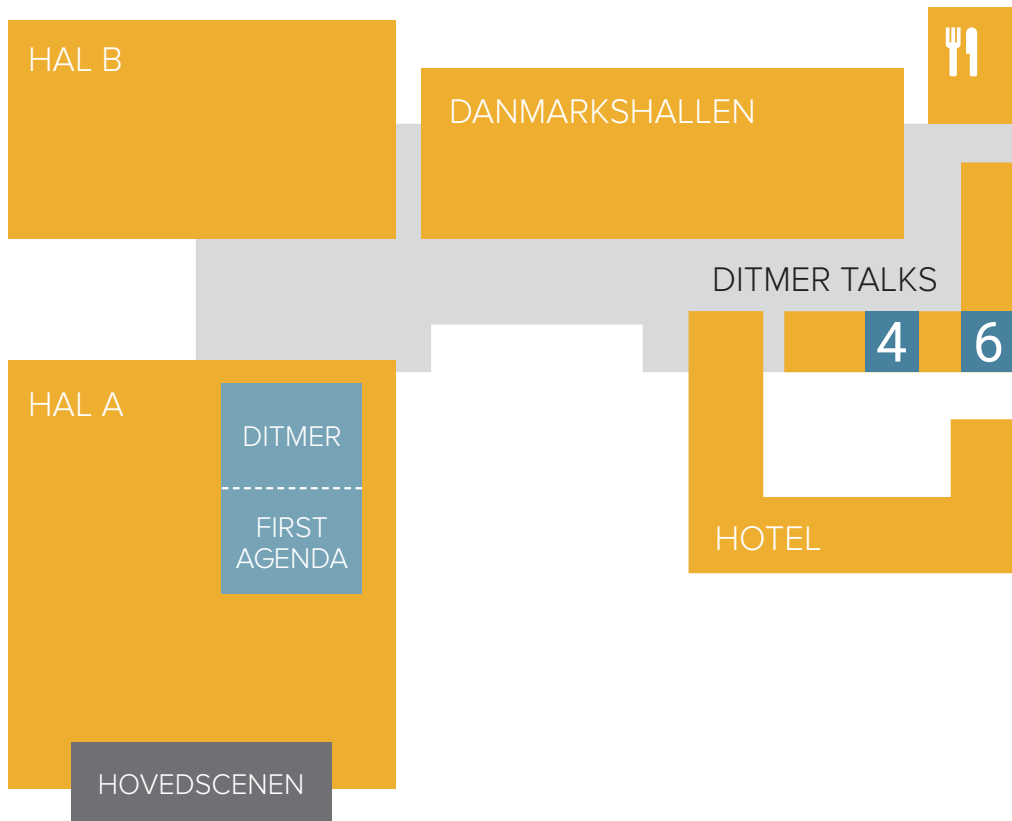 HAL B
DANMARKSHALLEN
DITMER TALKS
4
6
HAL A
DITMER
FIRST
AGENDA
HOTEL
HOVEDSCENEN